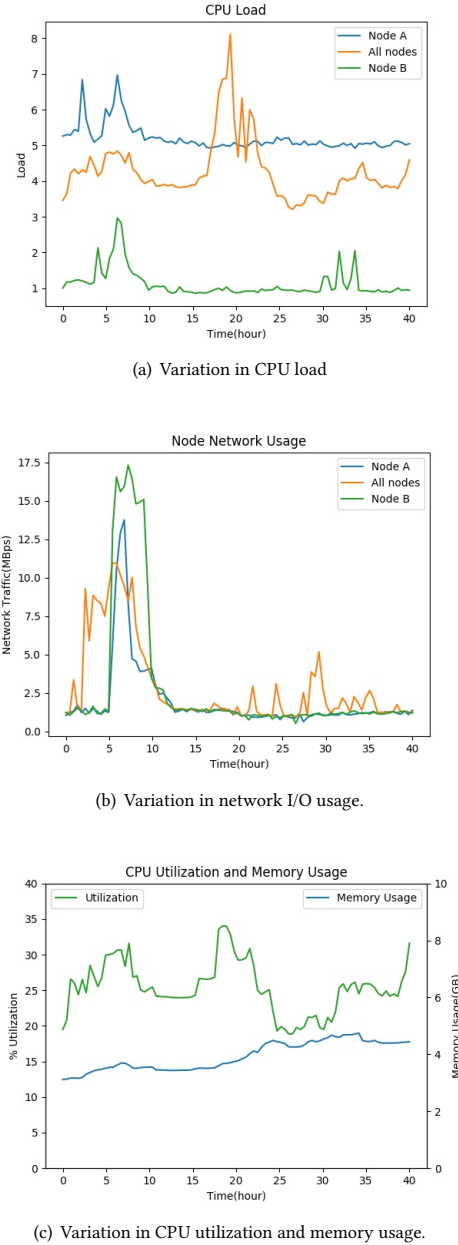 CPU Load
Node A
All nodes
Node B
8
7
6
5
4
3
2
1
Load
0 5 10 15 20 25 30 35 40
Time(hour)
(a) Variation in CPU load
Node Network Usage
Node A
All nodes
Node B
17.5
15.0
12.5
10.0
7.5
5.0
2.5
0.0
Network Traffic(MBps)
0 5 10 15 20 25 30 35 40
Time(hour)
(b) Variation in network I/O usage.
CPU Utilization and Memory Usage
Utilization
Memory Usage
40
35
30
25
20
15
10
5
0
% Utilization
10
8
6
4
2
0
Memory Usage(GB)
0 5 10 15 20 25 30 35 40
Time(hour)
(c) Variation in CPU utilization and memory usage.